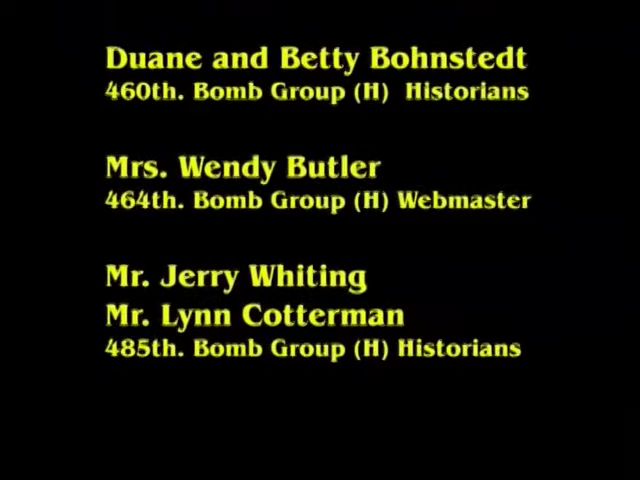 Duane and Betty Bohnstedt
460th. Bomb Group (H) Historians
Mrs. Wendy Butler
464th. Bomb Group (H) Webmaster
Mr. Jerry Whiting
Mr. Lynn Cotterman
485th. Bomb Group (H) Historians